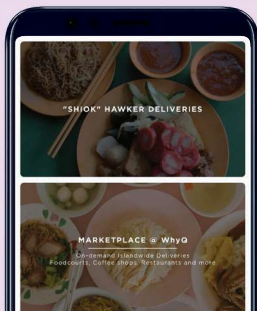 "SHIOK" HAWKER DELIVERIES
MARKETPLACE @ WhyQ
On-demand Islandwide Deliveries
Foodcourts, Coffee shops, Restaurants and more